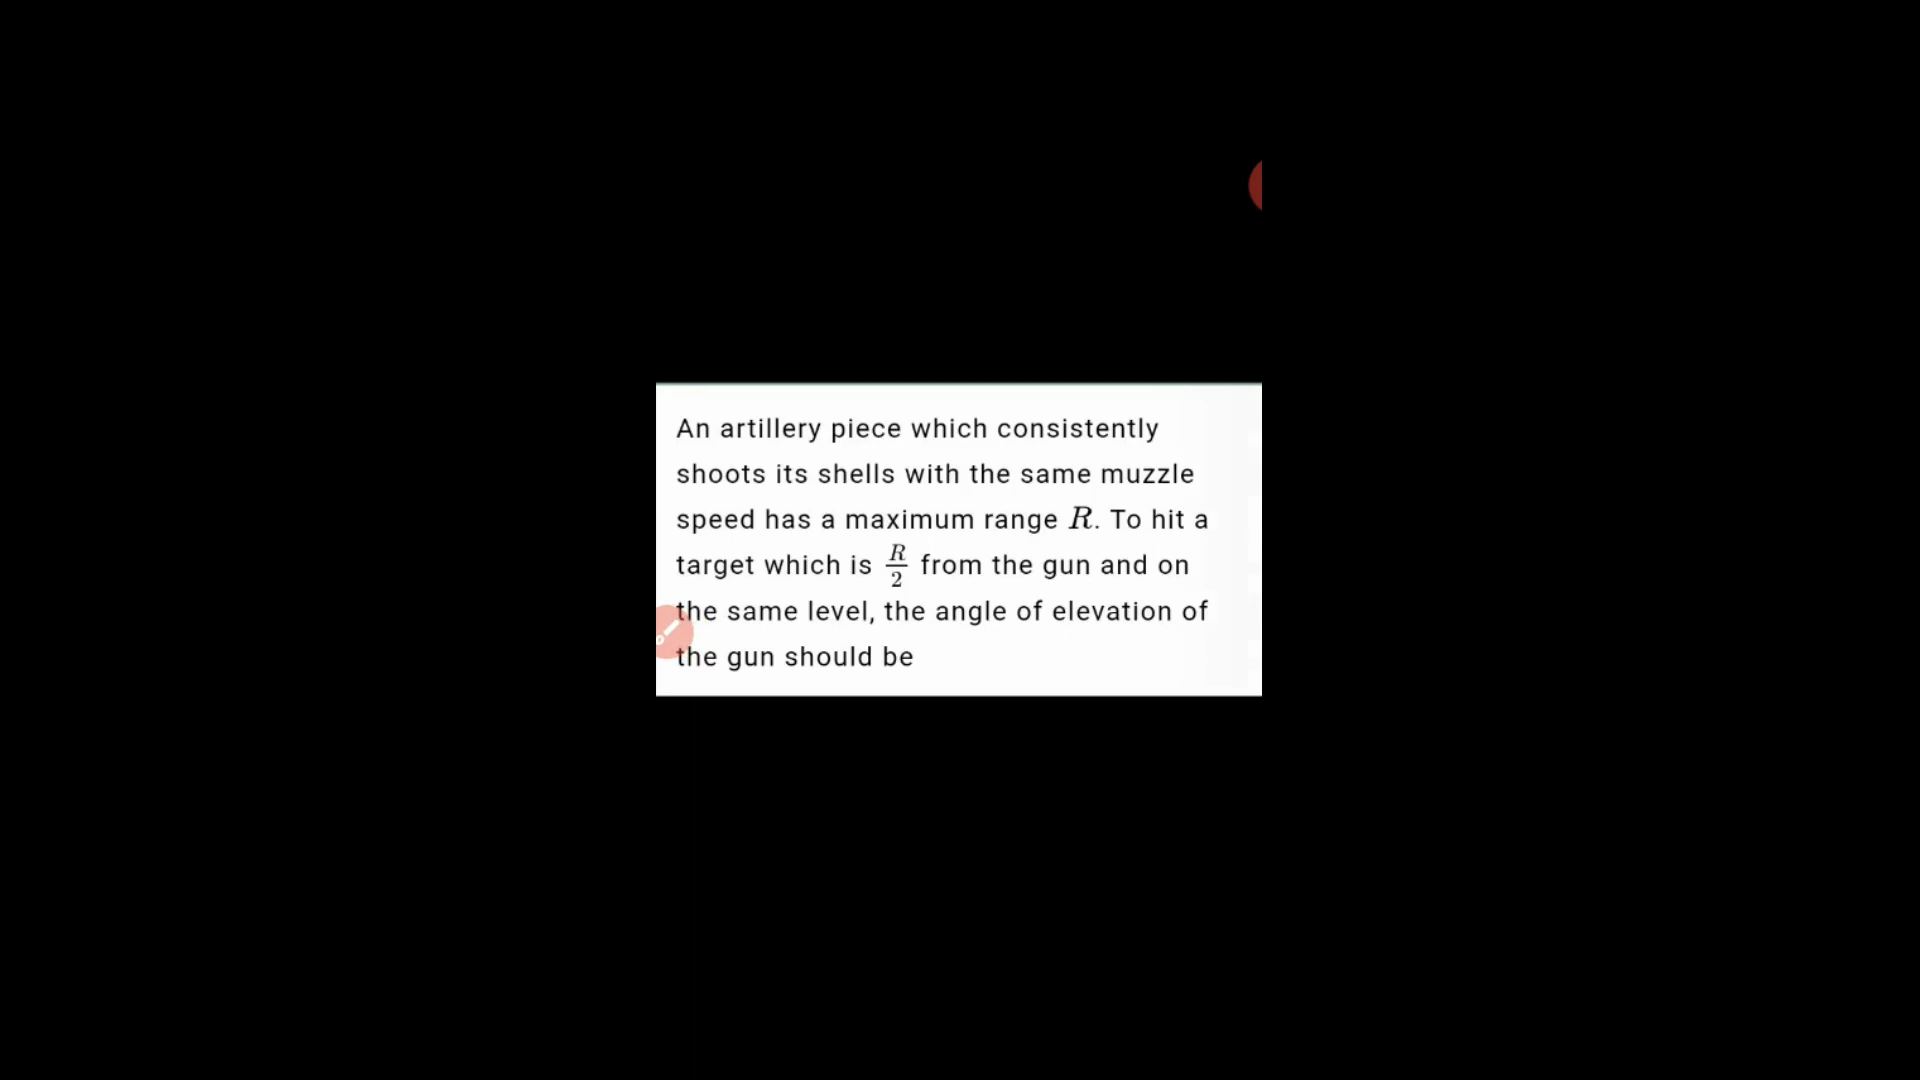 An artillery piece which consistently
shoots its shells with the same muzzle
speed has a maximum range R. To hit a
target which is R/2 from the gun and on
the same level, the angle of elevation of
the gun should be